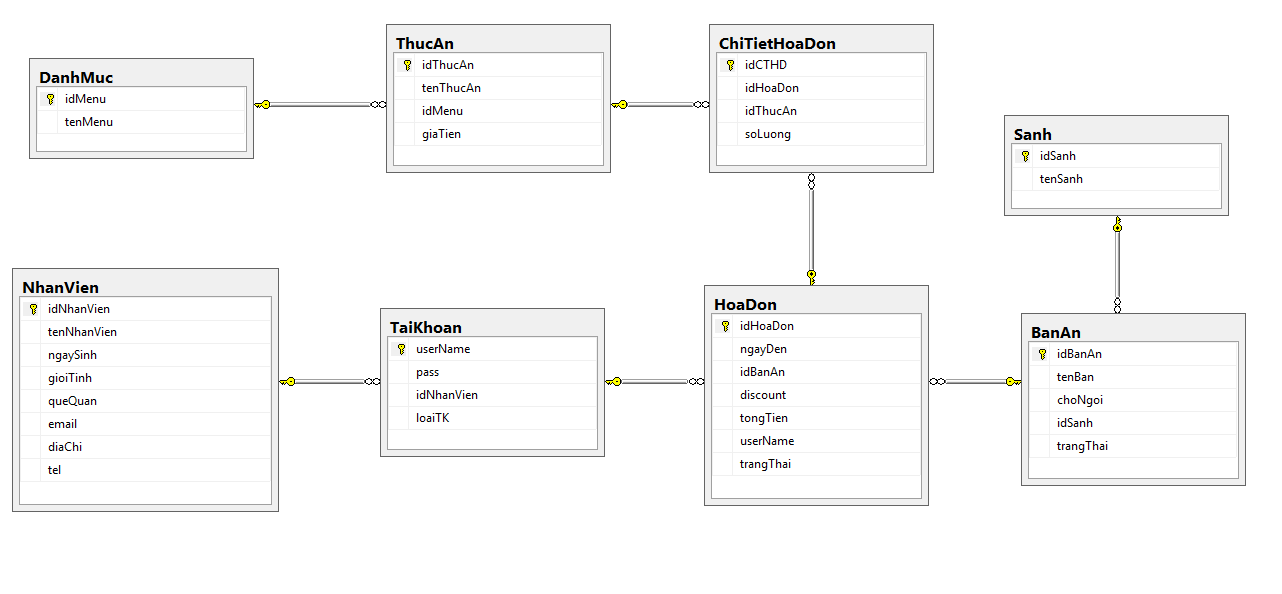 DanhMuc
idMenu
tenMenu
ThucAn
idThucAn
tenThucAn
idMenu
giaTien
ChiTietHoaDon
idCTHD
idHoaDon
idThucAn
soLuong
Sanh
idSanh
tenSanh
NhanVien
idNhanVien
tenNhanVien
ngaySinh
gioiTinh
queQuan
email
diaChi
tel
TaiKhoan
userName
pass
idNhanVien
loaiTK
HoaDon
idHoaDon
ngayDen
idBanAn
discount
tongTien
userName
trangThai
BanAn
idBanAn
tenBan
choNgoi
idSanh
trangThai